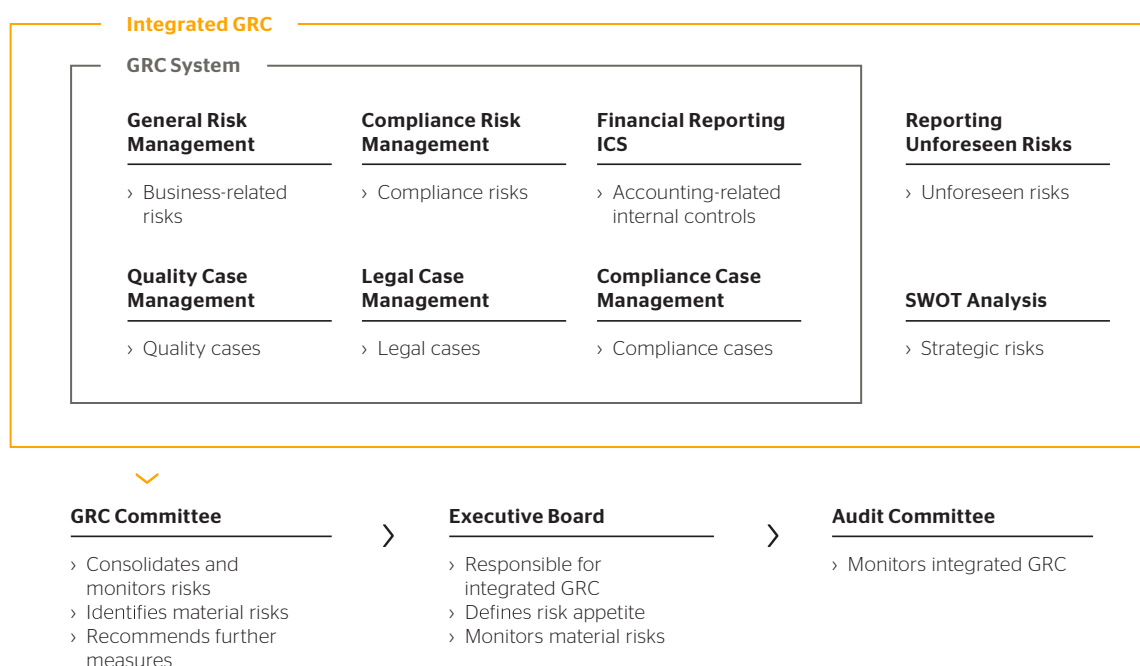 Integrated GRC
GRC System
General Risk
Management
› Business-related
risks
Compliance Risk
Management
› Compliance risks
Financial Reporting
ICS
› Accounting-related
internal controls
Reporting
Unforeseen Risks
› Unforeseen risks
Quality Case
Management
› Quality cases
Legal Case
Management
› Legal cases
Compliance Case
Management
› Compliance cases
SWOT Analysis
› Strategic risks
GRC Committee
› Consolidates and
monitors risks
› Identifies material risks
› Recommends further
measures
Executive Board
› Responsible for
integrated GRC
› Defines risk appetite
› Monitors material risks
Audit Committee
› Monitors integrated GRC